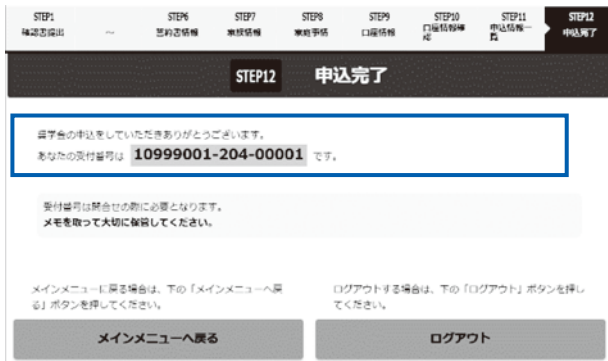 STEP1 STEP6 STEP7 STEP8 STEP9 STEP10 STEP11 STEP12
確認書提出 ～ 誓約書情報 家族情報 家庭事情 口座情報 口座情報確認 申込情報一覧 申込完了
STEP12 申込完了
奨学金の申込をしていただきありがとうございます。
あなたの受付番号は 10999001-204-00001 です。
受付番号は問合せの際に必要となります。
メモを取って大切に保管してください。
メインメニューに戻る場合は、下の「メインメニューへ戻
る」ボタンを押してください。
ログアウトする場合は、下の「ログアウト」ボタンを押し
てください。
メインメニューへ戻る
ログアウト